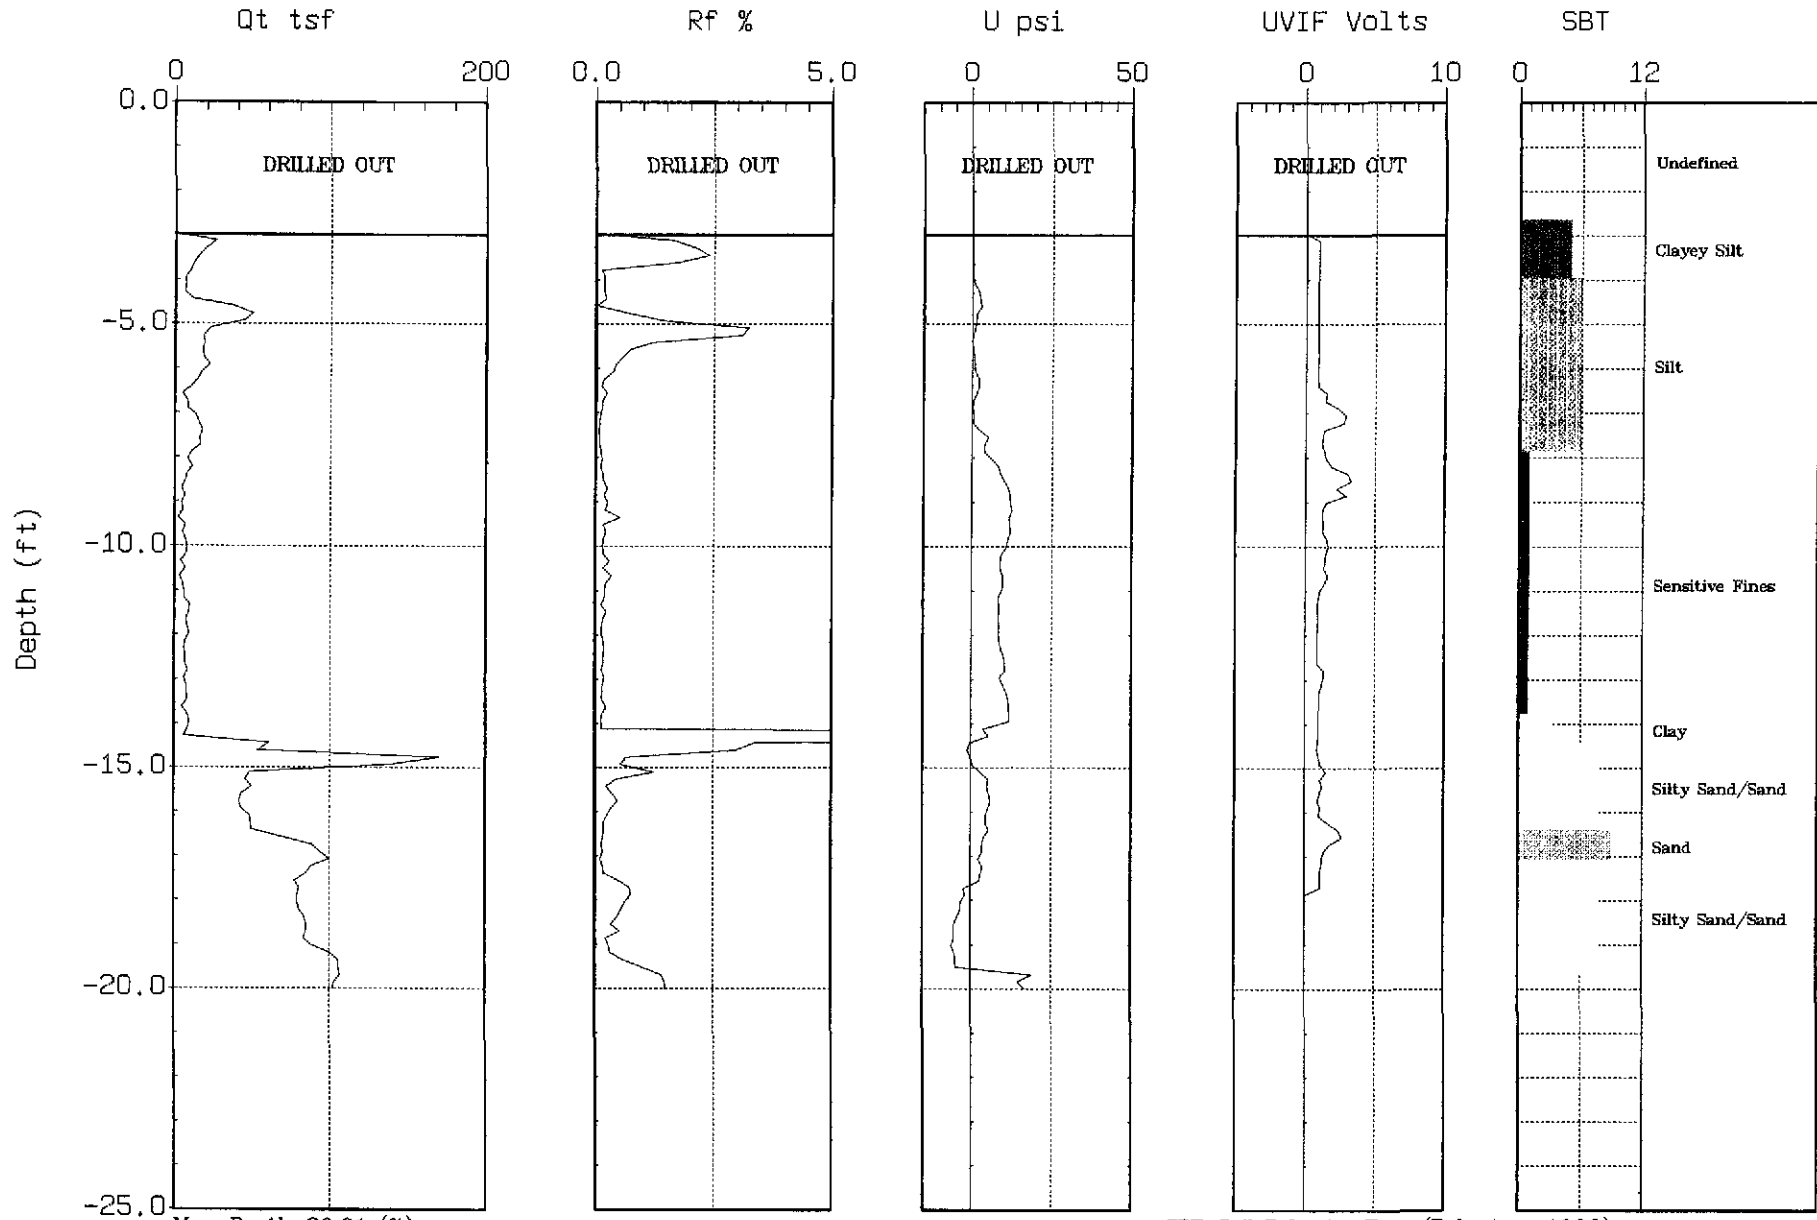 Qt tsf Rf % U psi UVIF Volts SBT
0 200 0.0 5.0 0 50 0 10 0 12
0.0
DRILLED OUT DRILLED OUT DRILLED OUT DRILLED OUT Undefined
Clayey Silt
-5.0
Silt
-10.0
Depth (ft)
Sensitive Fines
Clay
-15.0
Silty Sand/Sand
Sand
Silty Sand/Sand
-20.0
-25.0